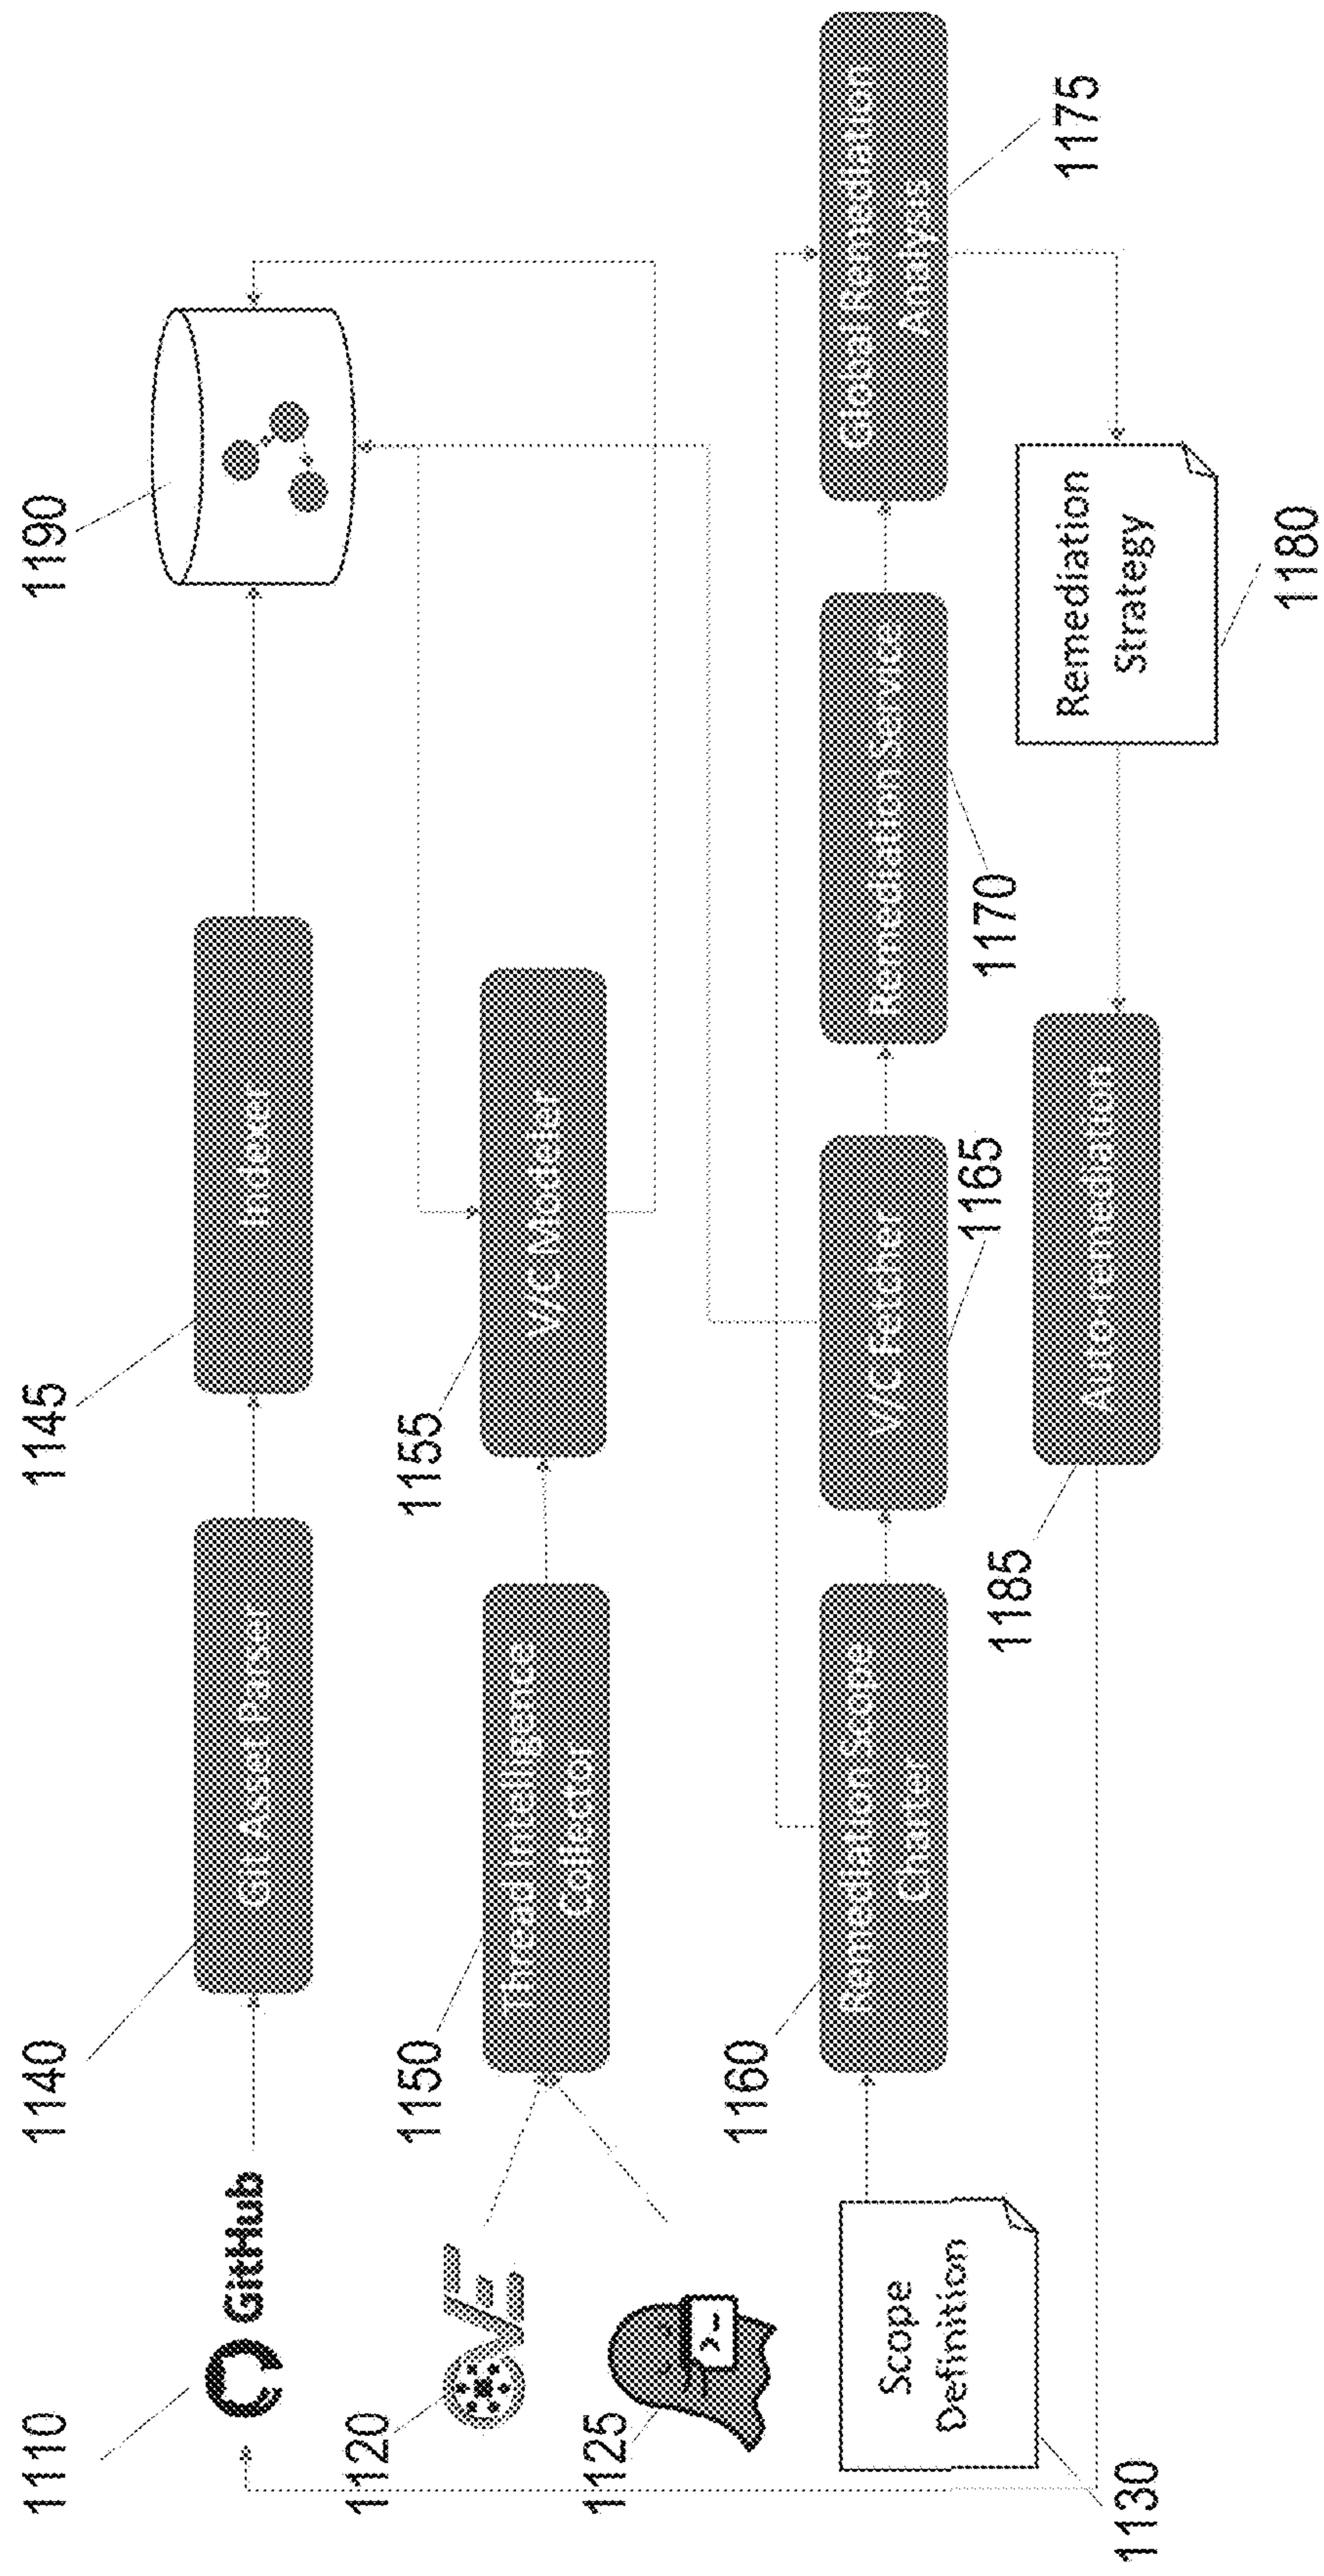 1110
GitHub
1140
Git Asset Parser
1145
Indexer
1190
1120
CVE
1125
>_
1150
Thread Intelligence
Collector
1155
V/C Modeler
1130
Scope
Definition
1160
Remediation Scope
Chainer
V/C Fetcher
1165
Remediation Service
1170
Global Remediation
Analysis
1175
1185
Auto-remediation
Remediation
Strategy
1180